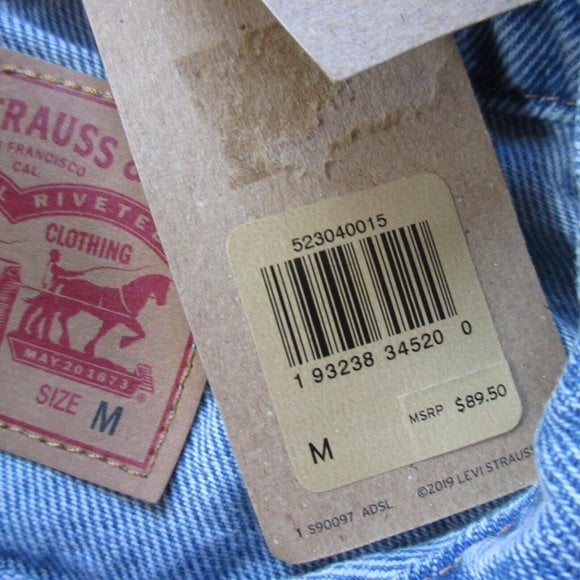 RAUSS &
FRANCISCO
CAL.
L RIVETE
CLOTHING
MAY 20 1873
®
SIZE M
523040015
1 93238 34520 0
MSRP $89.50
M
1 S90097 ADSL ©2019 LEVI STRAUSS